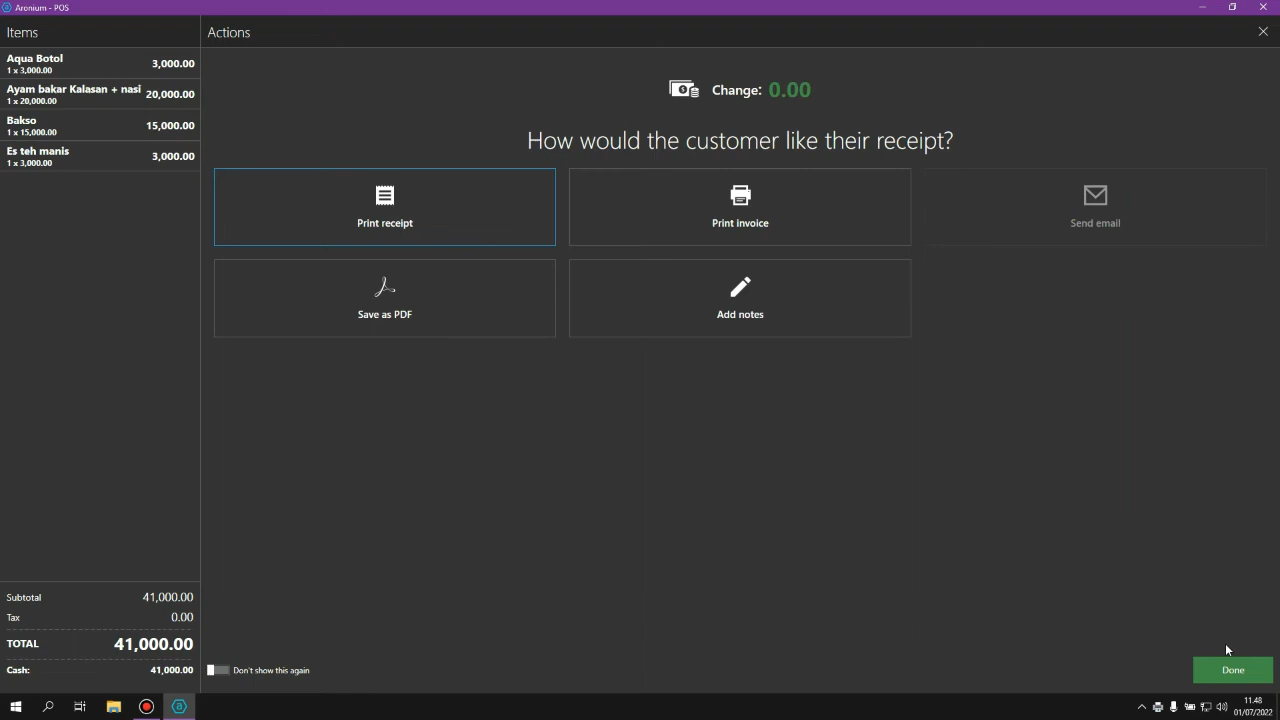 Aronium - POS
Items
Actions
Aqua Botol
1 x 3,000.00
3,000.00
Ayam bakar Kalasan + nasi
1 x 20,000.00
20,000.00
Bakso
1 x 15,000.00
15,000.00
Es teh manis
1 x 3,000.00
3,000.00
Change: 0.00
How would the customer like their receipt?
Print receipt
Print invoice
Send email
Save as PDF
Add notes
Subtotal 41,000.00
Tax 0.00
TOTAL 41,000.00
Cash: 41,000.00
Don't show this again
Done
11.48
01/07/2022